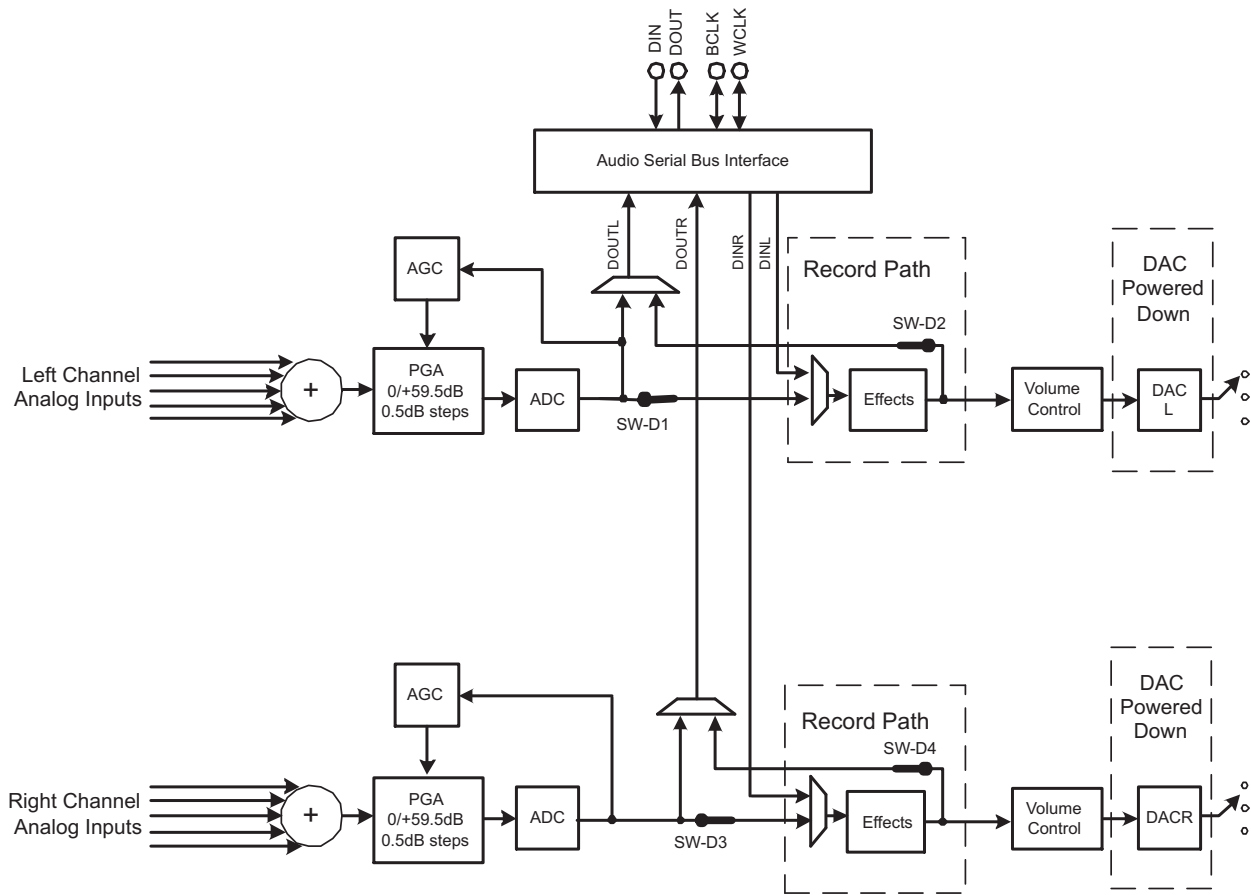 DIN
DOUT
BCLK
WCLK
Audio Serial Bus Interface
DOUTL
DOUTR
DINR
DINL
AGC
Record Path
DAC
Powered
Down
SW-D2
Left Channel
Analog Inputs
+
PGA
0/+59.5dB
0.5dB steps
ADC
SW-D1
Effects
Volume
Control
DAC
L
AGC
Record Path
DAC
Powered
Down
SW-D4
Right Channel
Analog Inputs
+
PGA
0/+59.5dB
0.5dB steps
ADC
SW-D3
Effects
Volume
Control
DACR